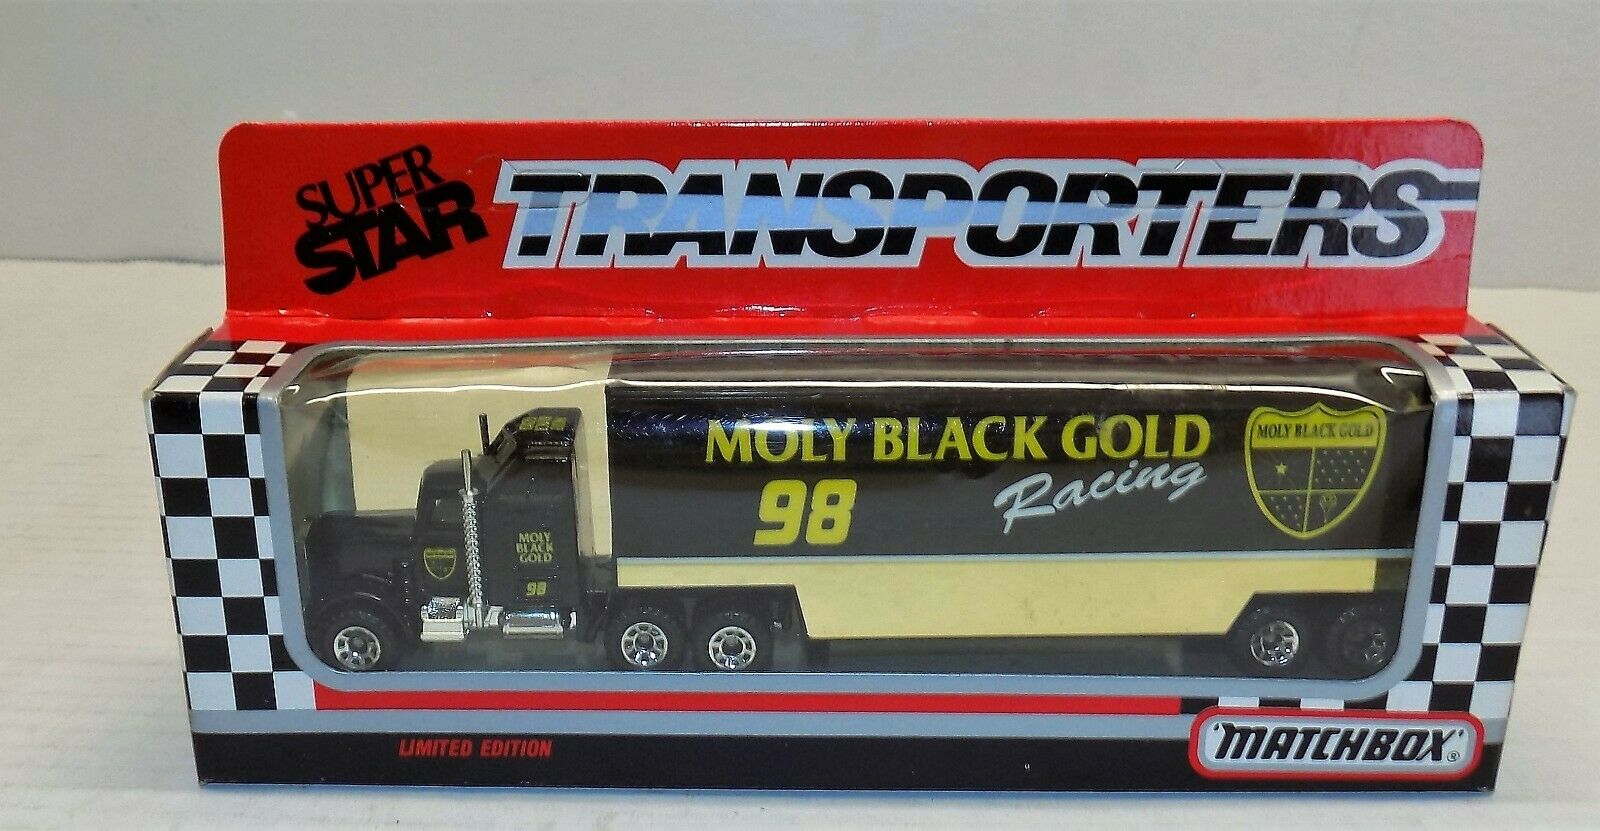 SUPER
STAR
TRANSPORTERS
MOLY BLACK GOLD
Racing
98
MOLY BLACK GOLD
MOLY
BLACK
GOLD
98
LIMITED EDITION
'MATCHBOX'®